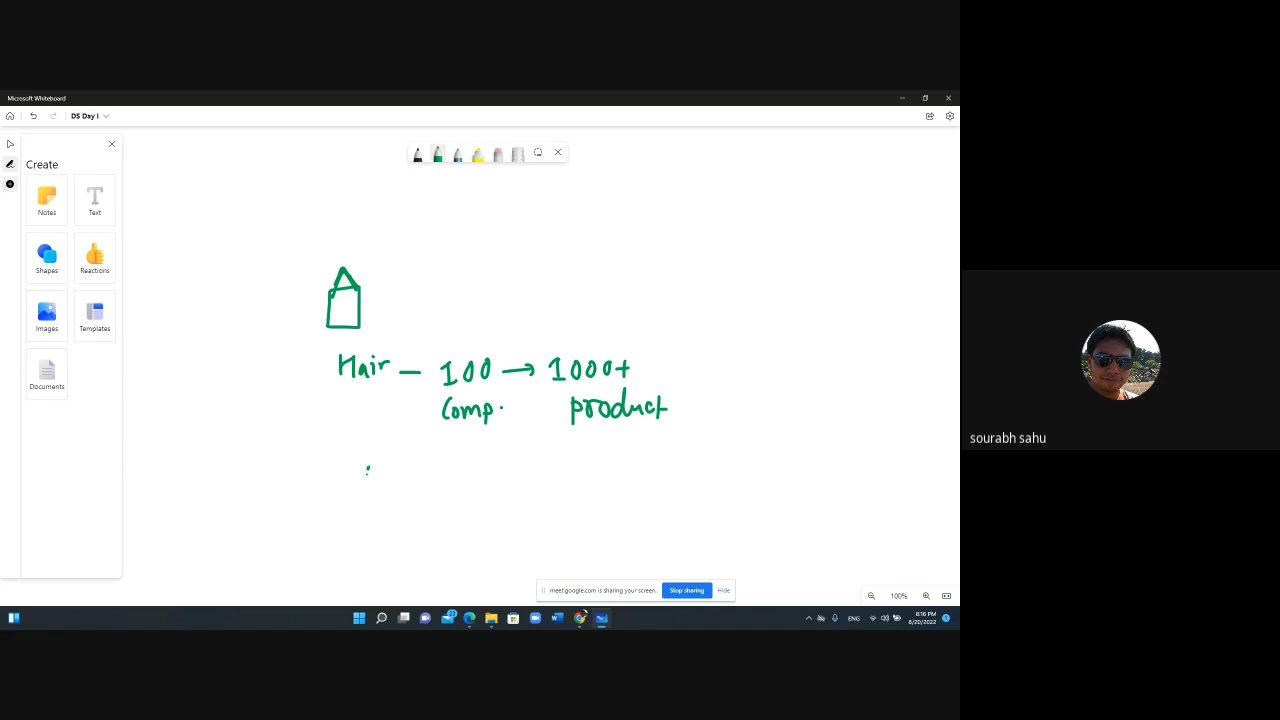 Microsoft Whiteboard
DS Day I
Create
Notes
Text
Shapes
Reactions
Images
Templates
Documents
Hair — 100 → 1000+
Comp. product
sourabh sahu
meet.google.com is sharing your screen.
Stop sharing
Hide
100%
ENG
8:16 PM
8/20/2022